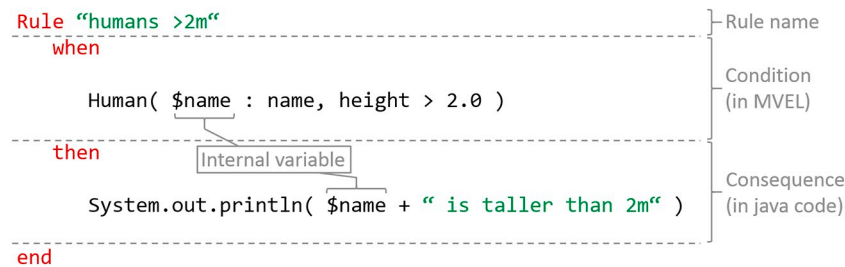 Rule “humans >2m“
Rule name
when
Human( $name : name, height > 2.0 )
Condition
(in MVEL)
then
Internal variable
System.out.println( $name + “ is taller than 2m“ )
Consequence
(in java code)
end